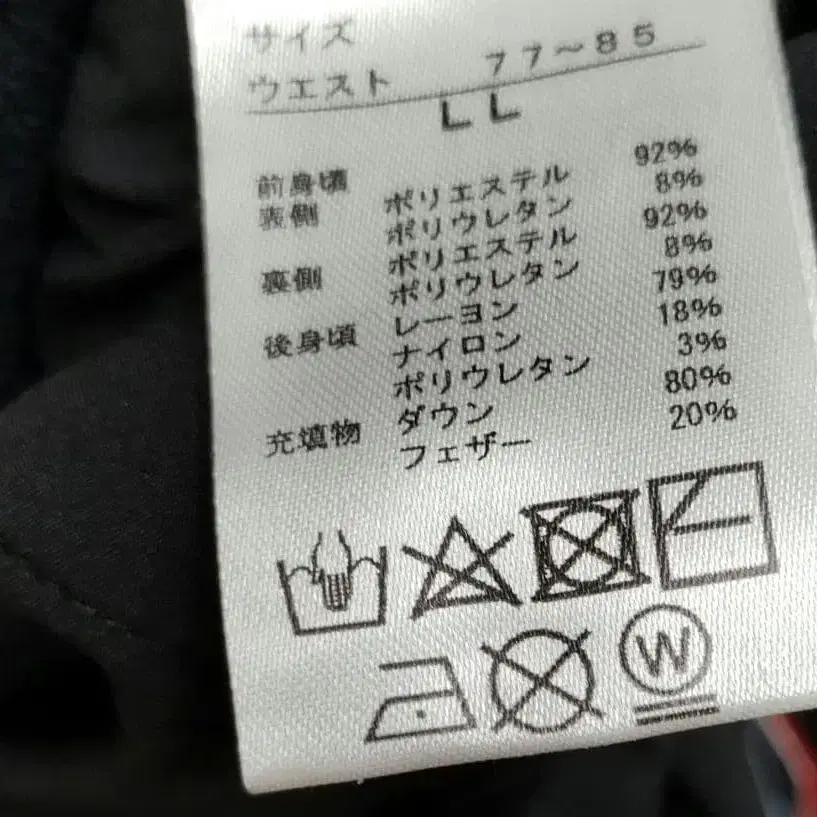 サイズ
ウエスト 77～85
LL
前身頃
表側 ポリエステル 92%
ポリウレタン 8%
裏側 ポリエステル 92%
ポリウレタン 8%
後身頃 レーヨン 79%
ナイロン 18%
ポリウレタン 3%
充填物 ダウン 80%
フェザー 20%
W